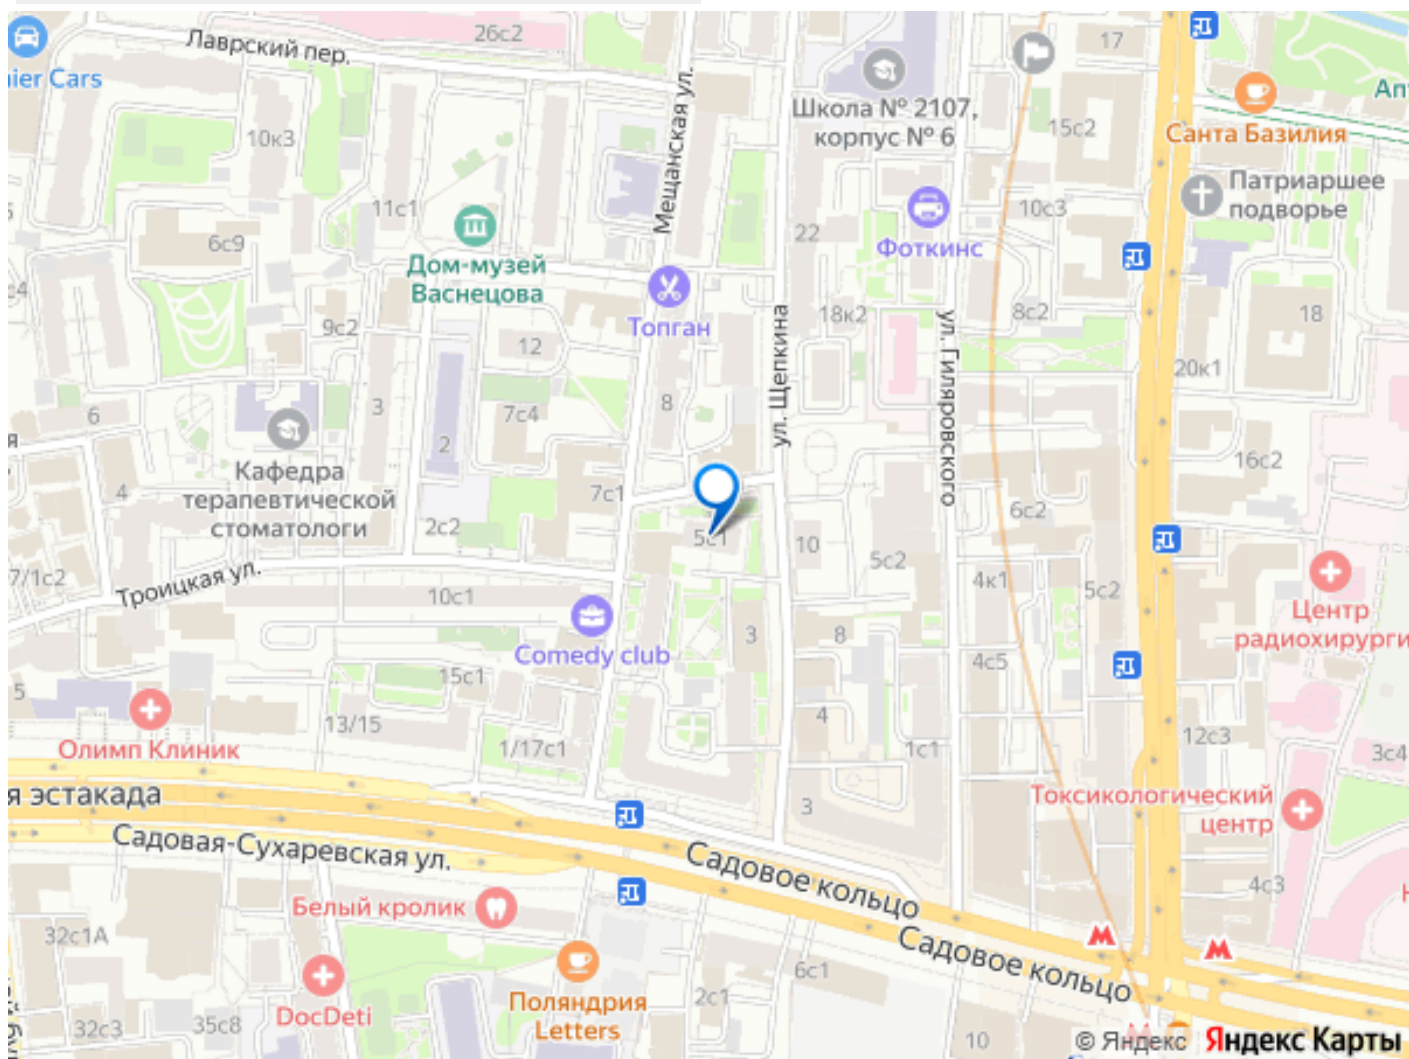 Лаврский пер.
26с2
17
nier Cars
Мещанская ул.
Школа № 2107,
корпус № 6
15с2
Санта Базилия
10к3
Патриаршее
подворье
11с1
6с9
Дом-музей
Васнецова
22
Фоткинс
10с3
Топган
9с2
12
18к2
8с2
18
ул. Щепкина
ул. Гиляровского
20к1
6
3
7с4
8
2
Кафедра
терапевтической
стоматологи
4
7с1
16с2
6с2
2с2
5с1
10
5с2
7/1с2
Троицкая ул.
10с1
4к1
5с2
Центр
радиохирурги
Comedy club
3
8
15с1
4с5
5
13/15
Олимп Клиник
1/17с1
4
1с1
12с3
3с4
я эстакада
3
Токсикологический
центр
Садовая-Сухаревская ул.
Садовое кольцо
4с3
Белый кролик
32с1А
Садовое кольцо
6с1
2с1
Поляндрия
Letters
DocDeti
32с3
35с8
10
© Яндекс Яндекс Карты